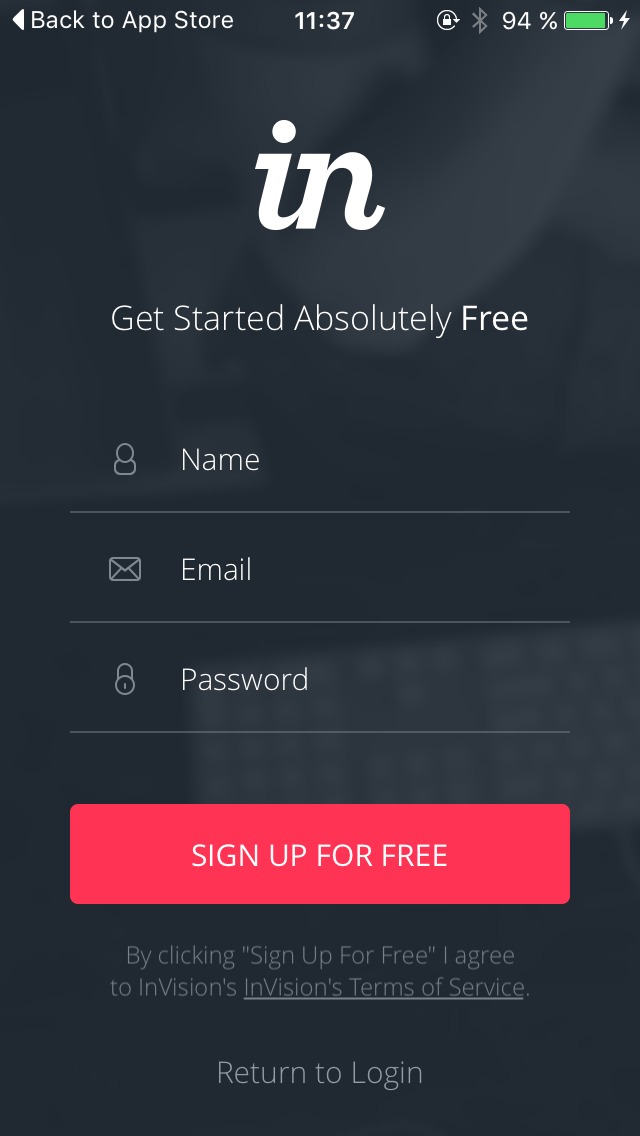 Back to App Store 11:37 94 %
in
Get Started Absolutely Free
Name
Email
Password
SIGN UP FOR FREE
By clicking "Sign Up For Free" I agree
to InVision's InVision's Terms of Service.
Return to Login